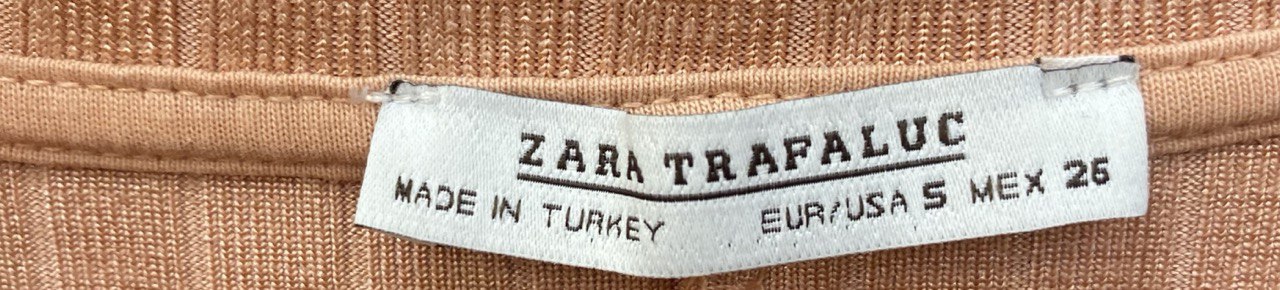 ZARA TRAFALUC
MADE IN TURKEY EUR/USA S MEX 26